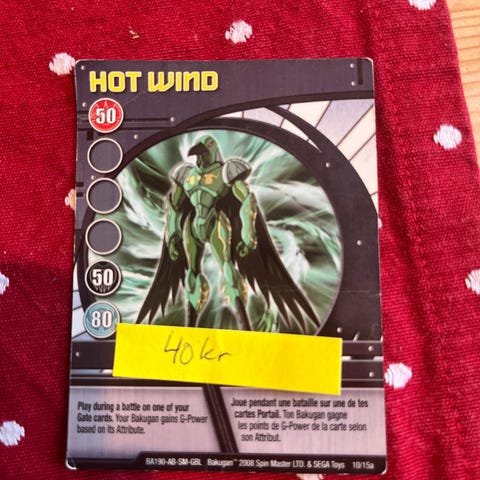 HOT WIND
50
50
80
40 kr
Play during a battle on one of your
Gate cards. Your Bakugan gains G-Power
based on its Attribute.
Joue pendant une bataille sur une de tes
cartes Portail. Ton Bakugan gagne
les points de G-Power de la carte selon
son Attribut.
BA190-AB-SM-GBL Bakugan™ 2008 Spin Master LTD. & SEGA Toys 10/15a